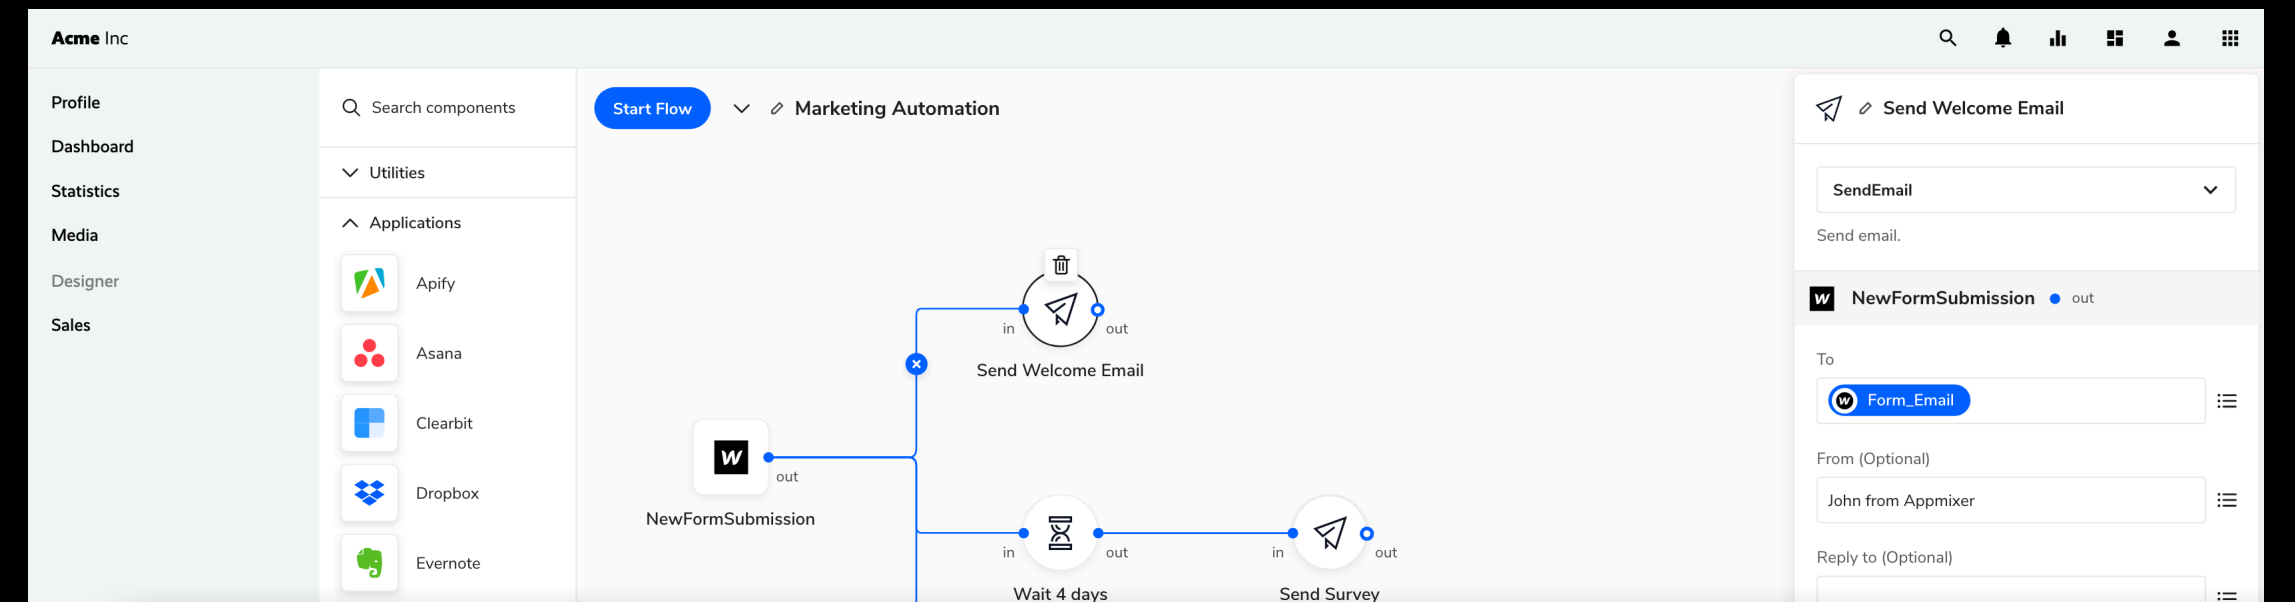 Acme Inc
Profile
Dashboard
Statistics
Media
Designer
Sales
Search components
Utilities
Applications
Apify
Asana
Clearbit
Dropbox
Evernote
Start Flow
Marketing Automation
in
out
Send Welcome Email
W
out
NewFormSubmission
in
out
Wait 4 days
in
out
Send Survey
Send Welcome Email
SendEmail
Send email.
W NewFormSubmission out
To
W Form_Email
From (Optional)
John from Appmixer
Reply to (Optional)